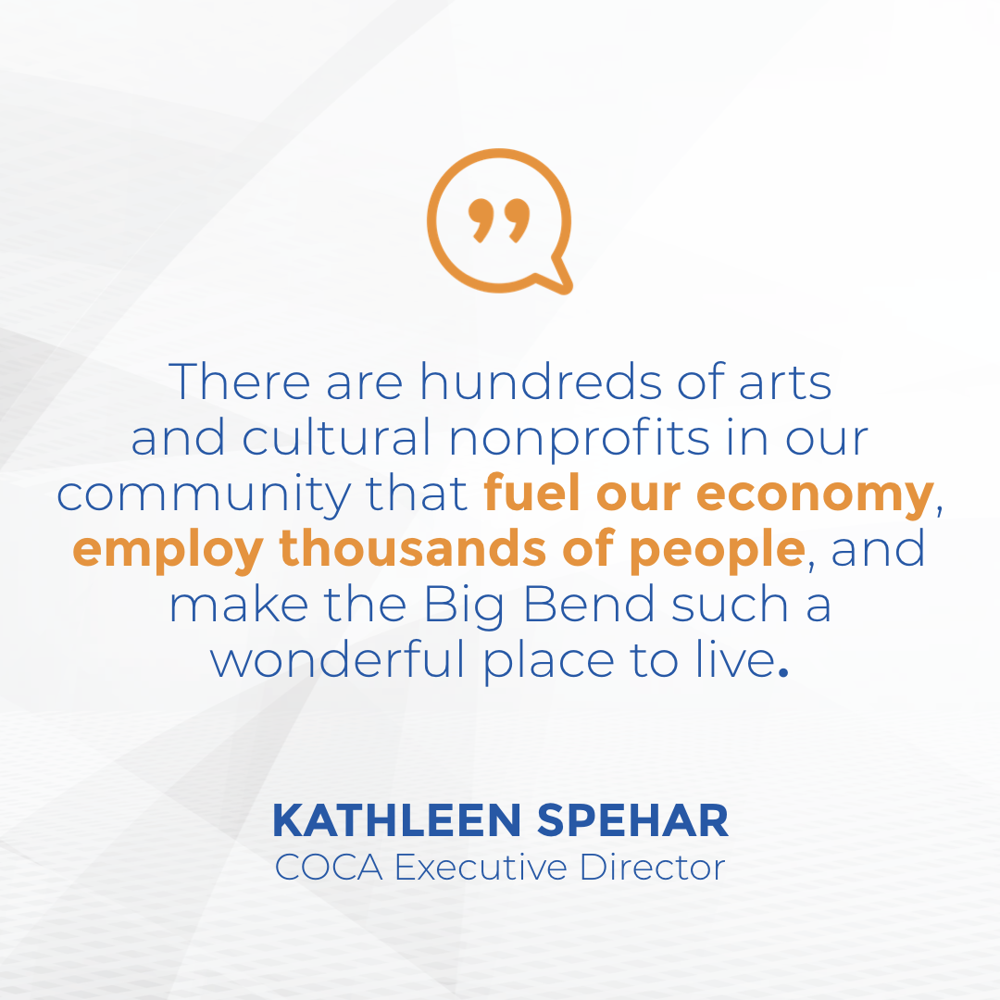 ”
There are hundreds of arts
and cultural nonprofits in our
community that fuel our economy,
employ thousands of people, and
make the Big Bend such a
wonderful place to live.
KATHLEEN SPEHAR
COCA Executive Director